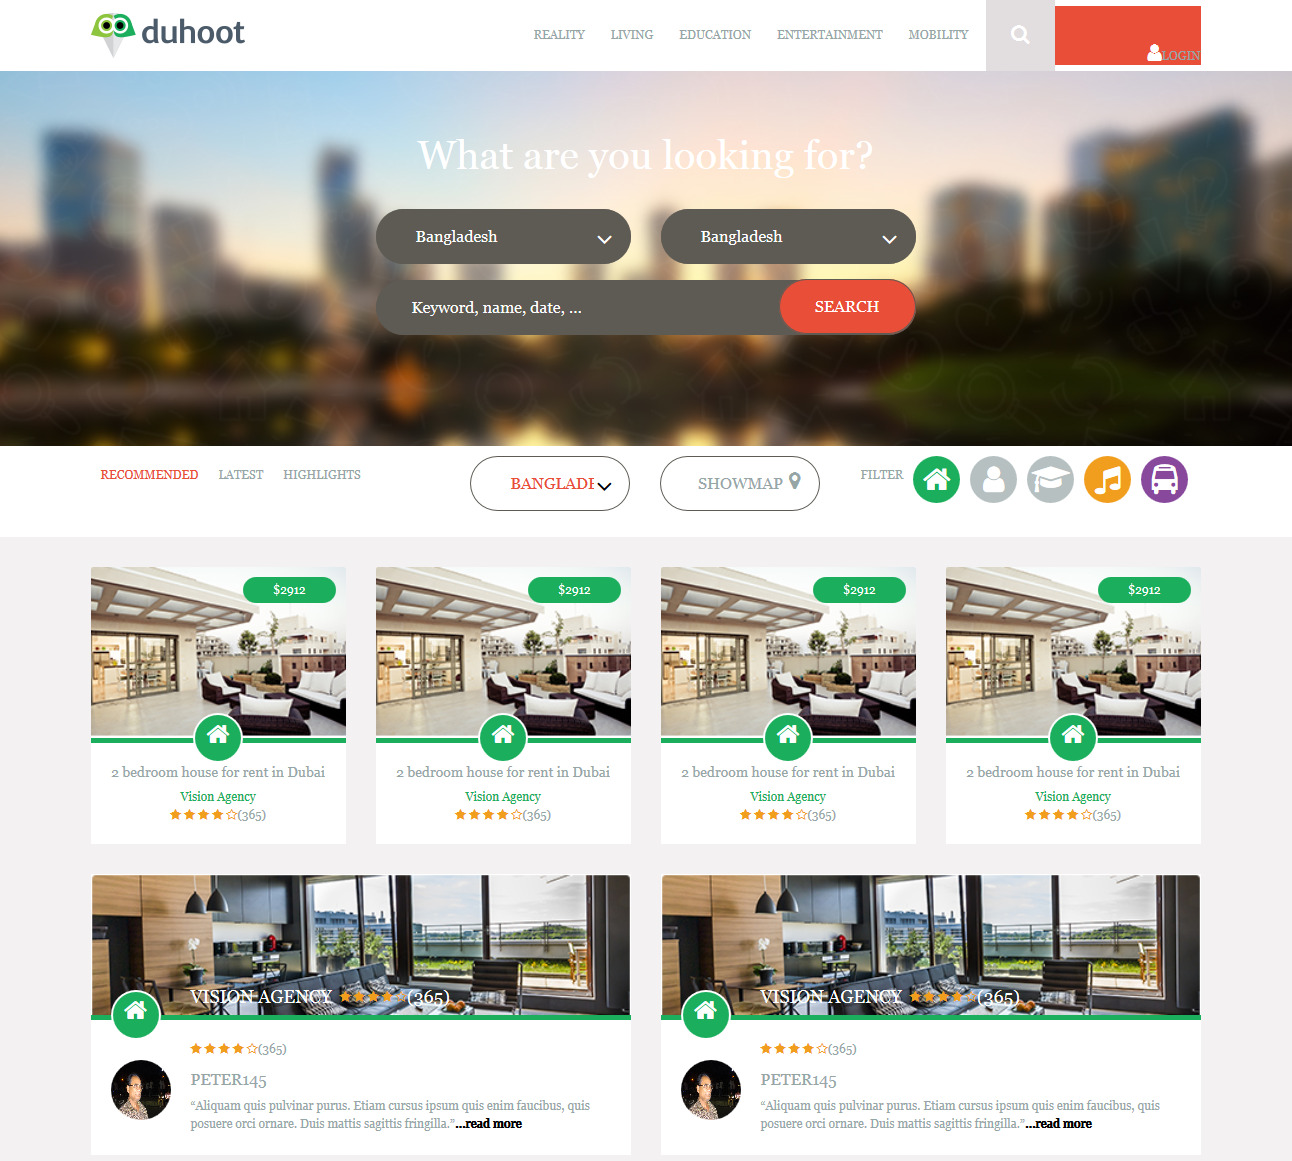 duhoot
REALITY LIVING EDUCATION ENTERTAINMENT MOBILITY
LOGIN
What are you looking for?
Bangladesh Bangladesh
Keyword, name, date, ... SEARCH
RECOMMENDED LATEST HIGHLIGHTS BANGLADE SHOWMAP FILTER
$2912 $2912 $2912 $2912
2 bedroom house for rent in Dubai 2 bedroom house for rent in Dubai 2 bedroom house for rent in Dubai 2 bedroom house for rent in Dubai
Vision Agency Vision Agency Vision Agency Vision Agency
(365) (365) (365) (365)
VISION AGENCY (365)
(365)
PETER145
“Aliquam quis pulvinar purus. Etiam cursus ipsum quis enim faucibus, quis
posuere orci ornare. Duis mattis sagittis fringilla.”...read more
VISION AGENCY (365)
(365)
PETER145
“Aliquam quis pulvinar purus. Etiam cursus ipsum quis enim faucibus, quis
posuere orci ornare. Duis mattis sagittis fringilla.”...read more